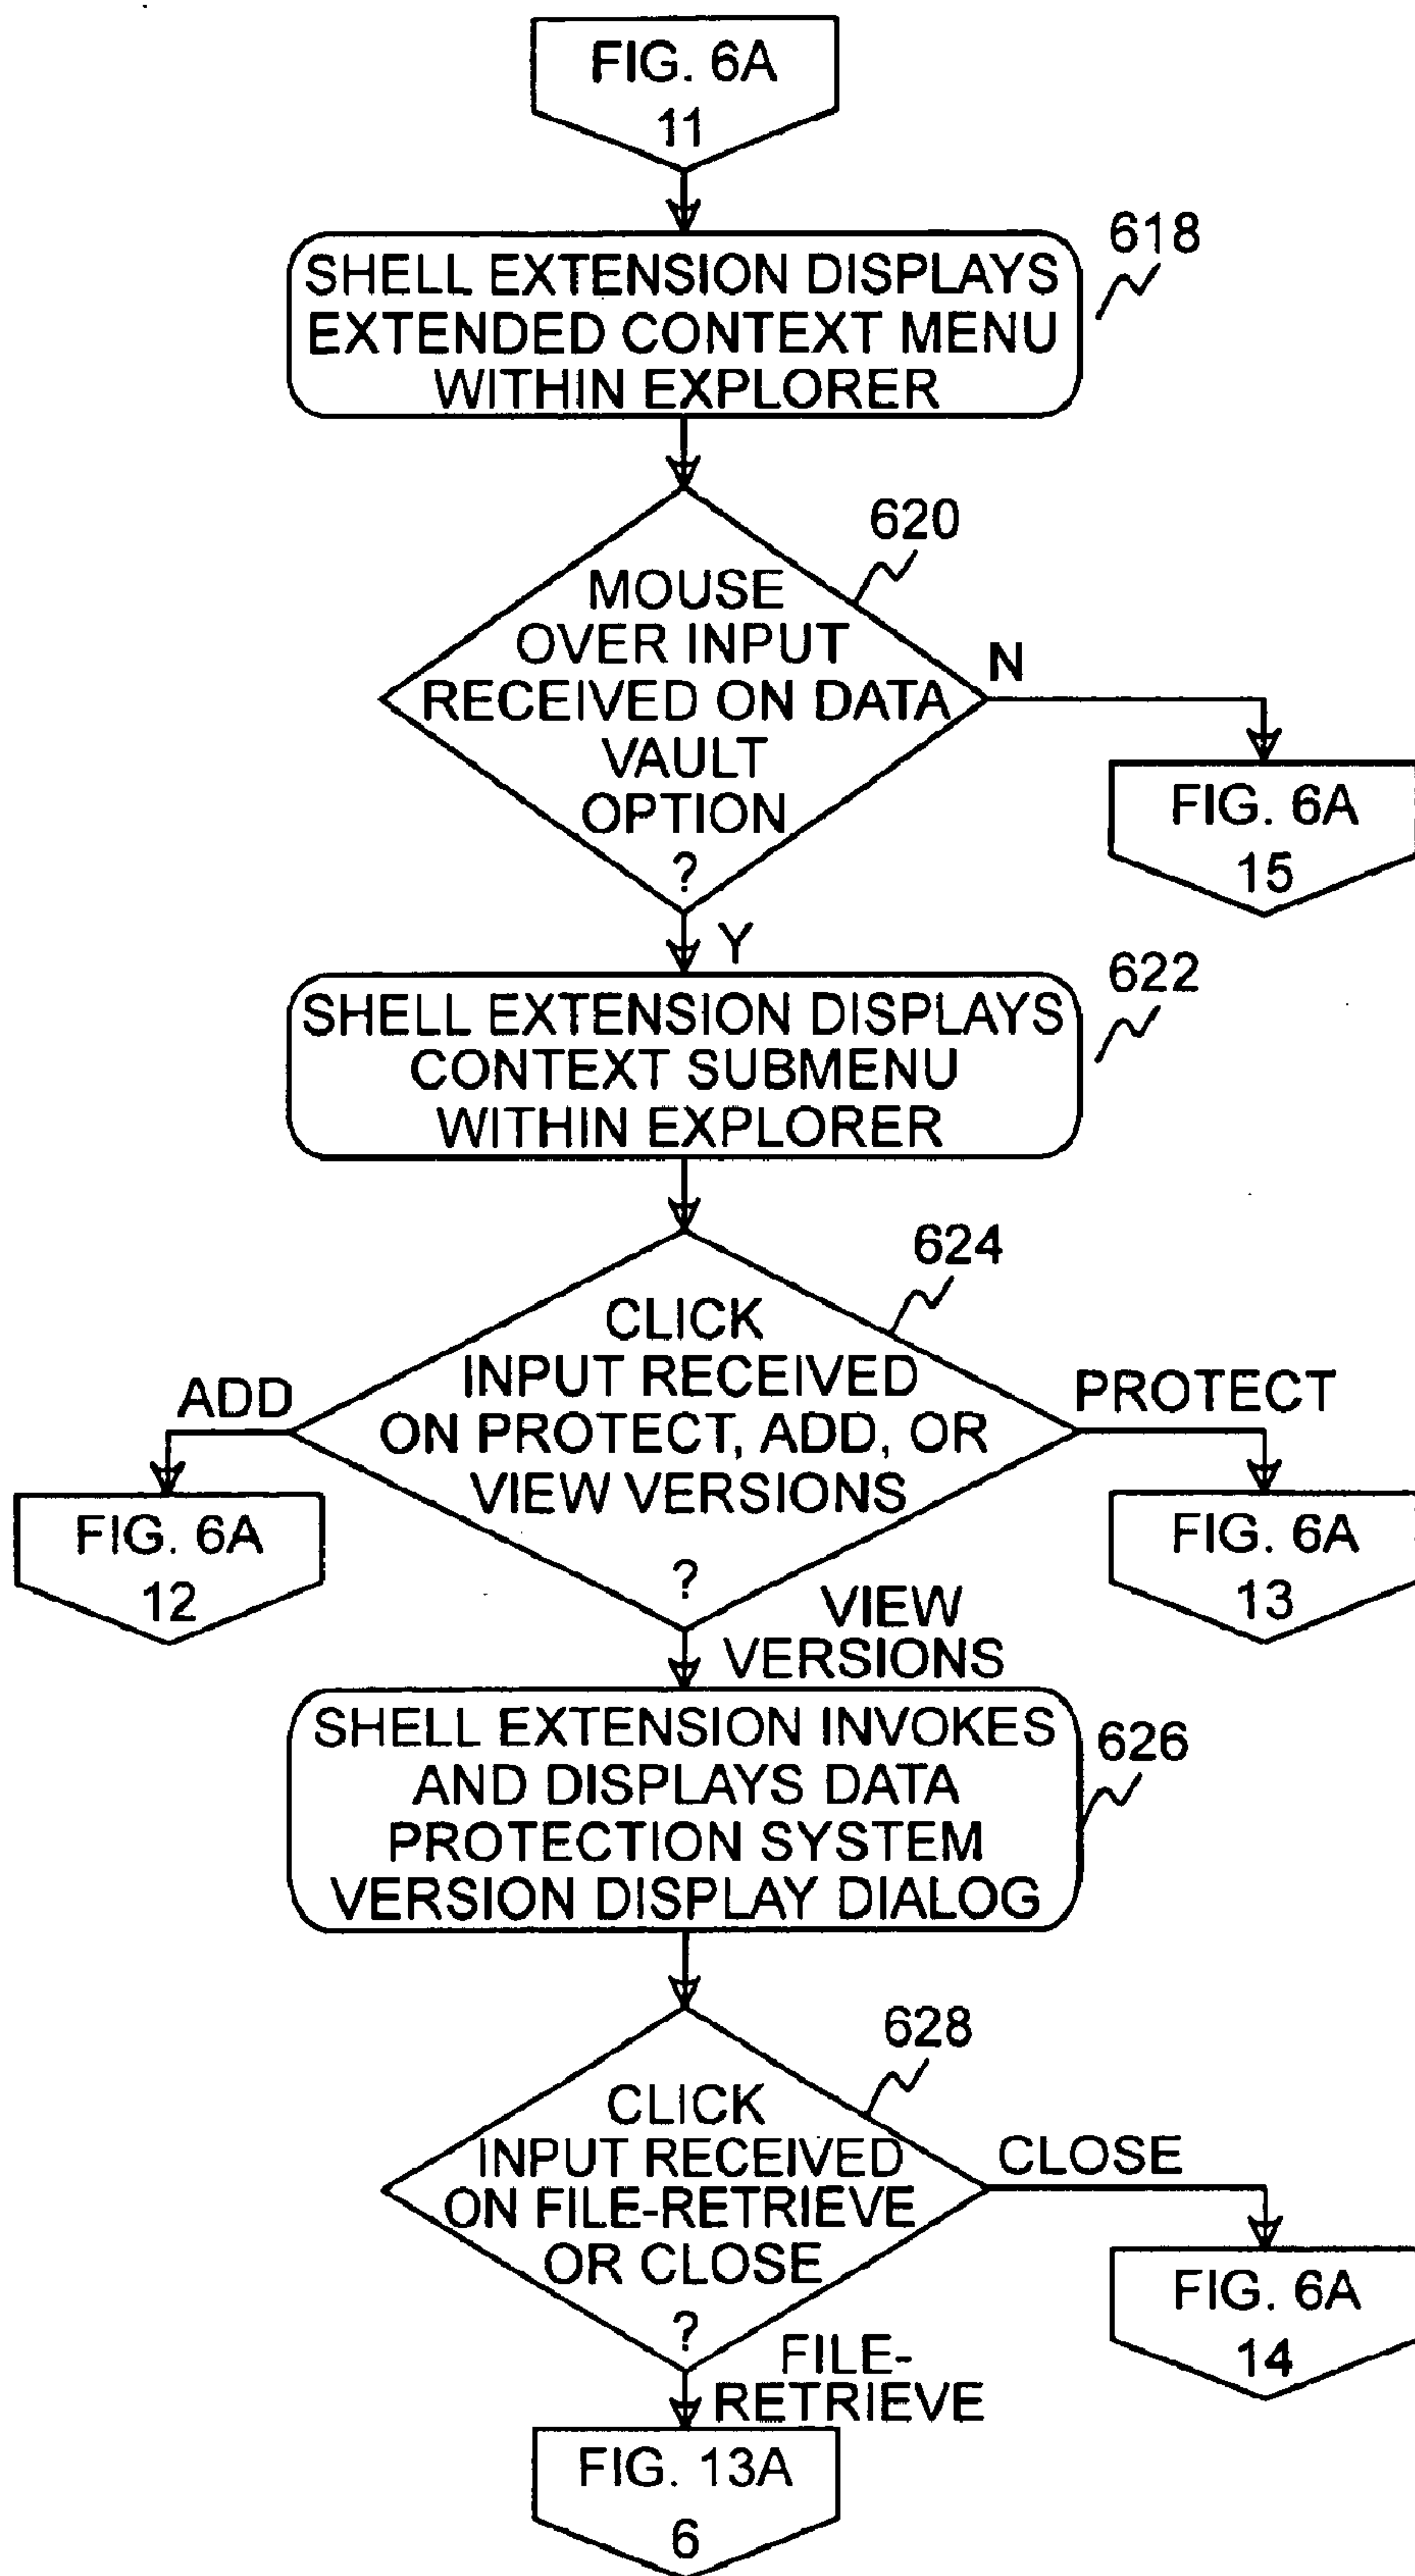 FIG. 6A
11
618
SHELL EXTENSION DISPLAYS
EXTENDED CONTEXT MENU
WITHIN EXPLORER
620
MOUSE
OVER INPUT
RECEIVED ON DATA
VAULT
OPTION
?
N
FIG. 6A
15
Y
622
SHELL EXTENSION DISPLAYS
CONTEXT SUBMENU
WITHIN EXPLORER
624
CLICK
INPUT RECEIVED
ON PROTECT, ADD, OR
VIEW VERSIONS
?
ADD
FIG. 6A
12
PROTECT
FIG. 6A
13
VIEW
VERSIONS
626
SHELL EXTENSION INVOKES
AND DISPLAYS DATA
PROTECTION SYSTEM
VERSION DISPLAY DIALOG
628
CLICK
INPUT RECEIVED
ON FILE-RETRIEVE
OR CLOSE
?
CLOSE
FIG. 6A
14
FILE-
RETRIEVE
FIG. 13A
6